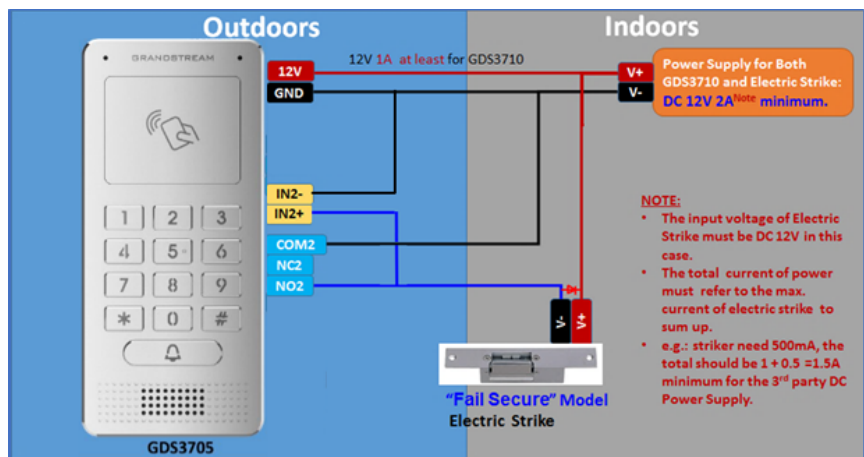 Outdoors
Indoors
GRANDSTREAM
12V 1A at least for GDS3710
12V
GND
V+
V-
Power Supply for Both
GDS3710 and Electric Strike:
DC 12V 2A Note minimum.
IN2-
IN2+
COM2
NC2
NO2
1 2 3
4 5 6
7 8 9
* 0 #
NOTE:
• The input voltage of Electric
Strike must be DC 12V in this
case.
• The total current of power
must refer to the max.
current of electric strike to
sum up.
• e.g.: striker need 500mA, the
total should be 1 + 0.5 =1.5A
minimum for the 3rd party DC
Power Supply.
V-
V+
"Fail Secure" Model
Electric Strike
GDS3705